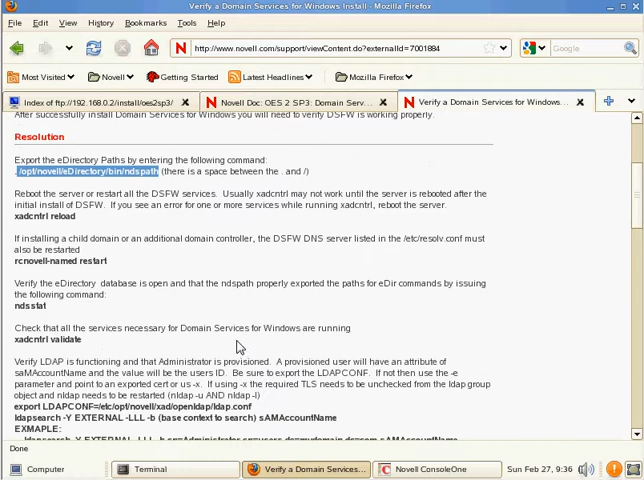 Verify a Domain Services for Windows Install - Mozilla Firefox
File Edit View History Bookmarks Tools Help
http://www.novell.com/support/viewContent.do?externalId=7001884
Google
Most Visited Novell Getting Started Latest Headlines Mozilla Firefox
Index of ftp://192.168.0.2/install/oes2sp3/ Novell Doc: OES 2 SP3: Domain Serv... Verify a Domain Services for Windows...
After successfully install Domain Services for Windows you will need to verify DSFW is working properly.
Resolution
Export the eDirectory Paths by entering the following command:
. /opt/novell/eDirectory/bin/ndspath (there is a space between the . and /)
Reboot the server or restart all the DSFW services. Usually xadcntrl may not work until the server is rebooted after the
initial install of DSFW. If you see an error for one or more services while running xadcntrl, reboot the server.
xadcntrl reload
If installing a child domain or an additional domain controller, the DSFW DNS server listed in the /etc/resolv.conf must
also be restarted
rcnovell-named restart
Verify the eDirectory database is open and that the ndspath properly exported the paths for eDir commands by issuing
the following command:
ndsstat
Check that all the services necessary for Domain Services for Windows are running
xadcntrl validate
Verify LDAP is functioning and that Administrator is provisioned. A provisioned user will have an attribute of
saMAccountName and the value will be the users ID. Be sure to export the LDAPCONF. If not then use the -e
parameter and point to an exported cert or us -x. If using -x the required TLS needs to be unchecked from the ldap group
object and nldap needs to be restarted (nldap -u AND nldap -l)
export LDAPCONF=/etc/opt/novell/xad/openldap/ldap.conf
ldapsearch -Y EXTERNAL -LLL -b (base context to search) sAMAccountName
EXMAPLE:
ldapsearch -Y EXTERNAL -LLL -b cn=Administrator,cn=users,dc=mydomain,dc=com sAMAccountName
Done
Computer Terminal Verify a Domain Services... Novell ConsoleOne Sun Feb 27, 9:36